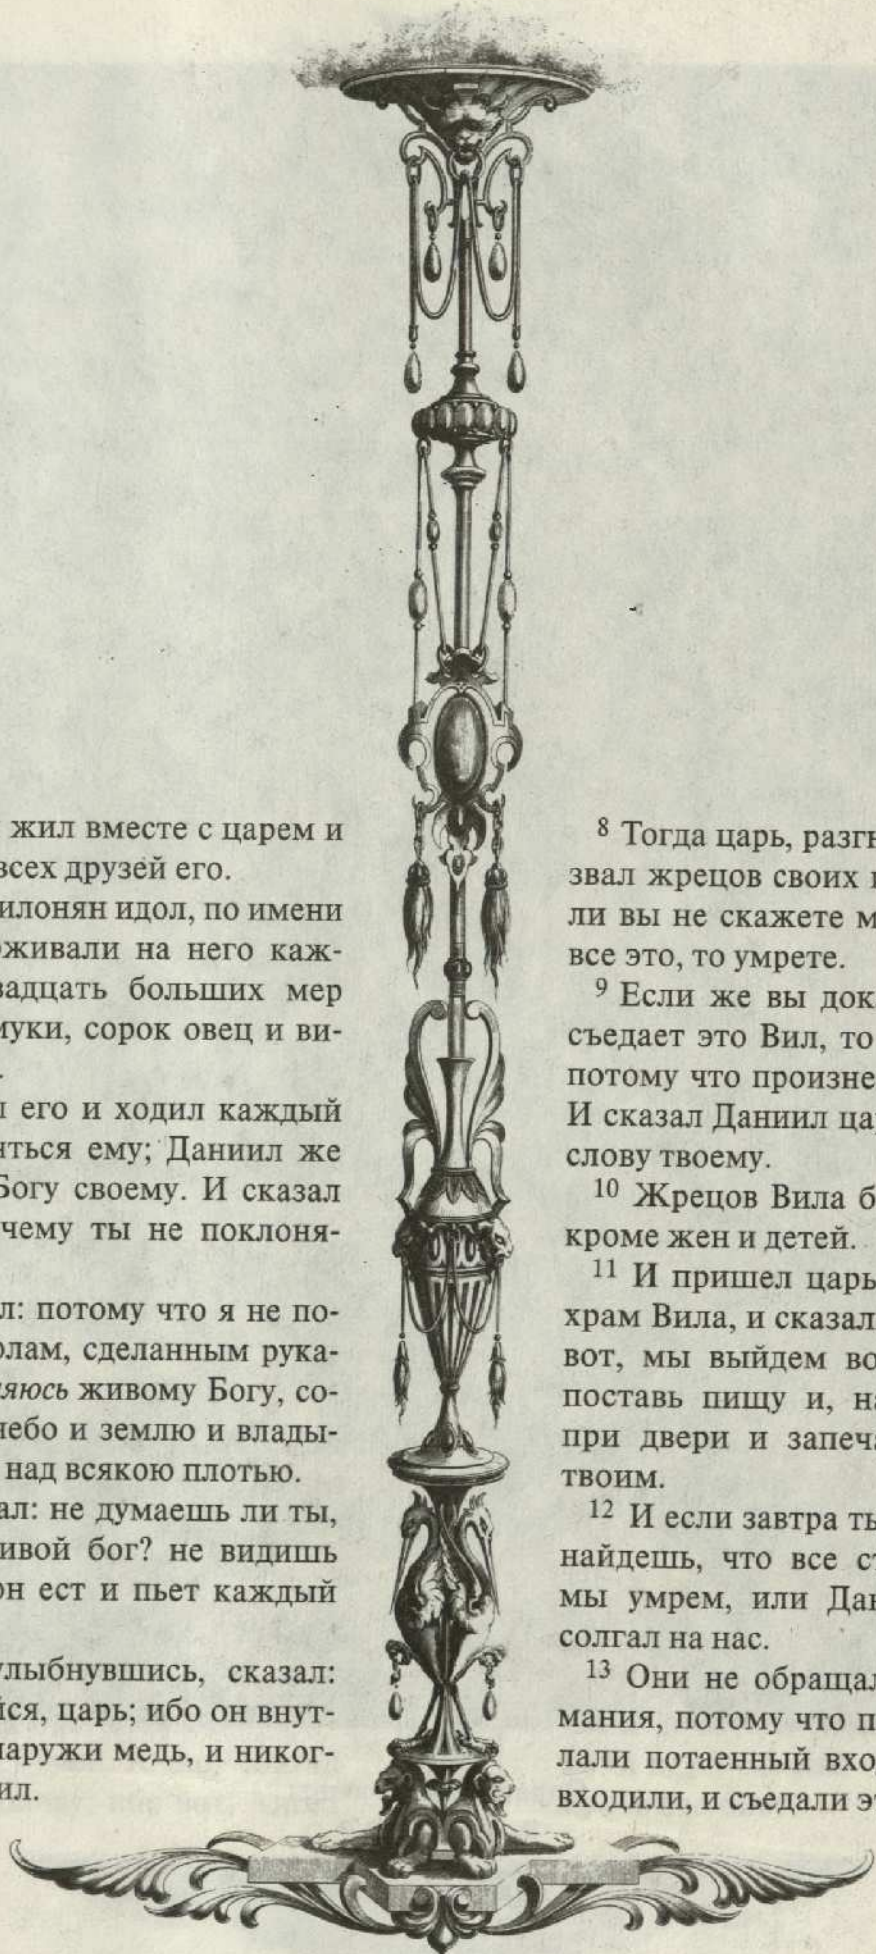 жил вместе с царем и
всех друзей его.
илонян идол, по имени
живали на него каж-
вадцать больших мер
муки, сорок овец и ви-
его и ходил каждый
яться ему; Даниил же
Богу своему. И сказал
чему ты не поклоня-
л: потому что я не по-
олам, сделанным рука-
яюсь живому Богу, со-
небо и землю и влады-
над всякою плотью.
ал: не думаешь ли ты,
ивой бог? не видишь
он ест и пьет каждый
улыбнувшись, сказал:
йся, царь; ибо он внут-
наружи медь, и никог-
ил.
8 Тогда царь, разгн
звал жрецов своих
ли вы не скажете м
все это, то умрете.
9 Если же вы док
съедает это Вил, то
потому что произне
И сказал Даниил ца
слову твоему.
10 Жрецов Вила б
кроме жен и детей.
11 И пришел царь
храм Вила, и сказал
вот, мы выйдем во
поставь пищу и, на
при двери и запеча
твоим.
12 И если завтра ты
найдешь, что все с
мы умрем, или Дан
солгал на нас.
13 Они не обращал
мания, потому что п
лали потаенный вхо
входили, и съедали э